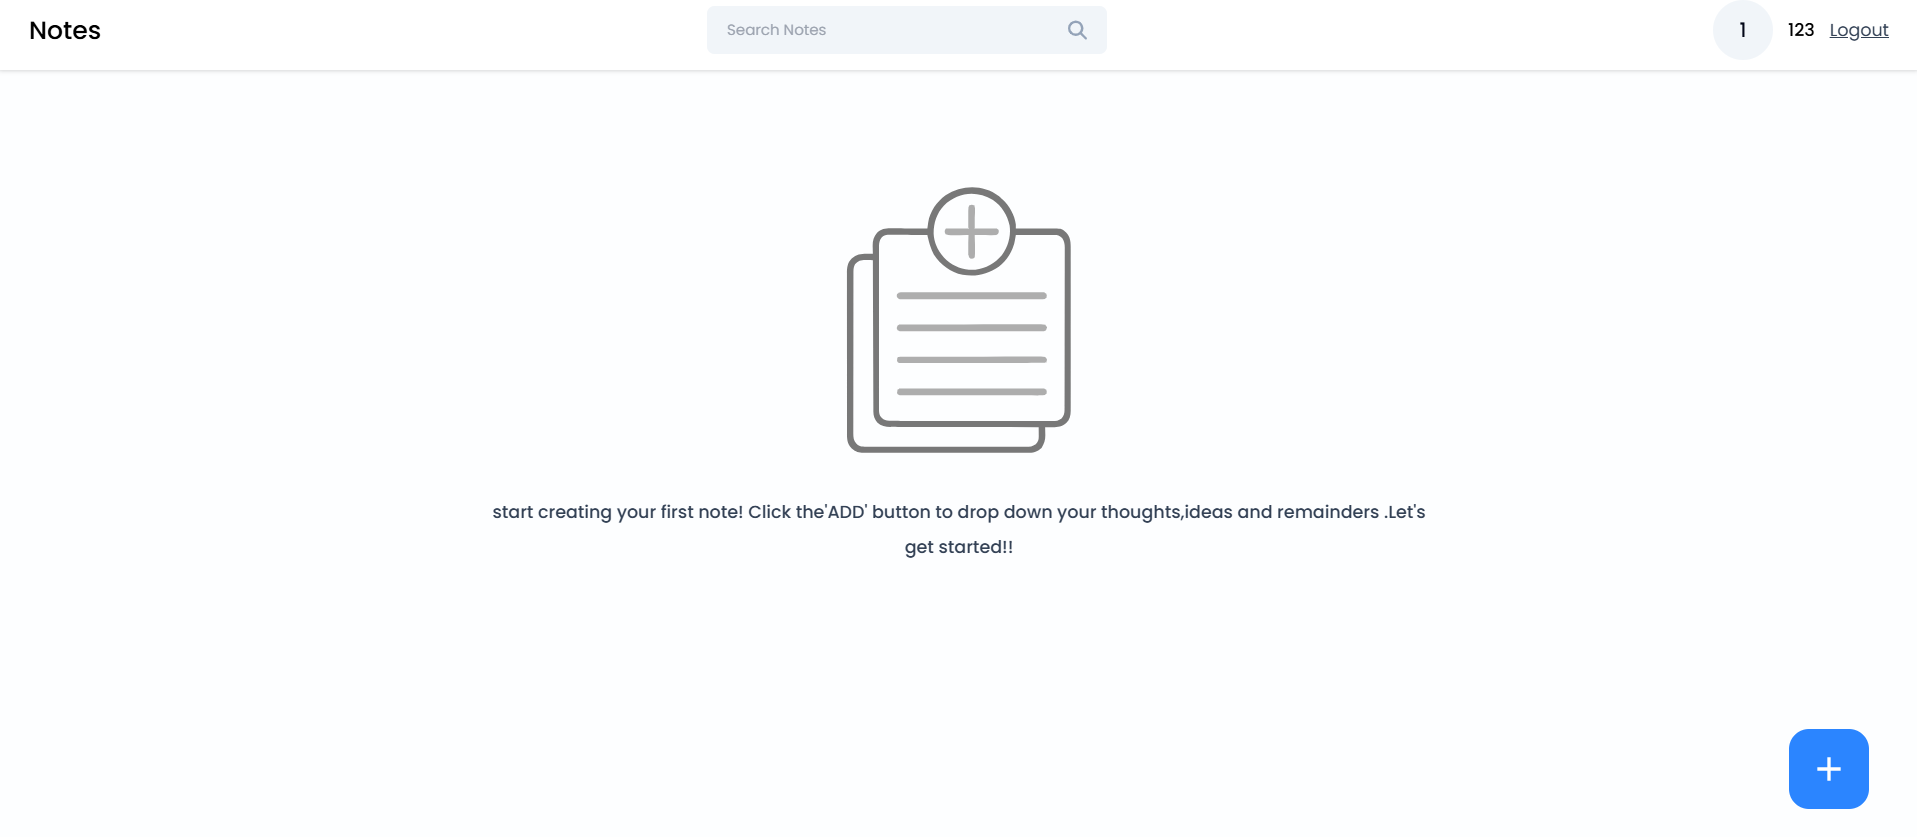 Notes
Search Notes
1
123
Logout
start creating your first note! Click the'ADD' button to drop down your thoughts,ideas and remainders .Let's
get started!!